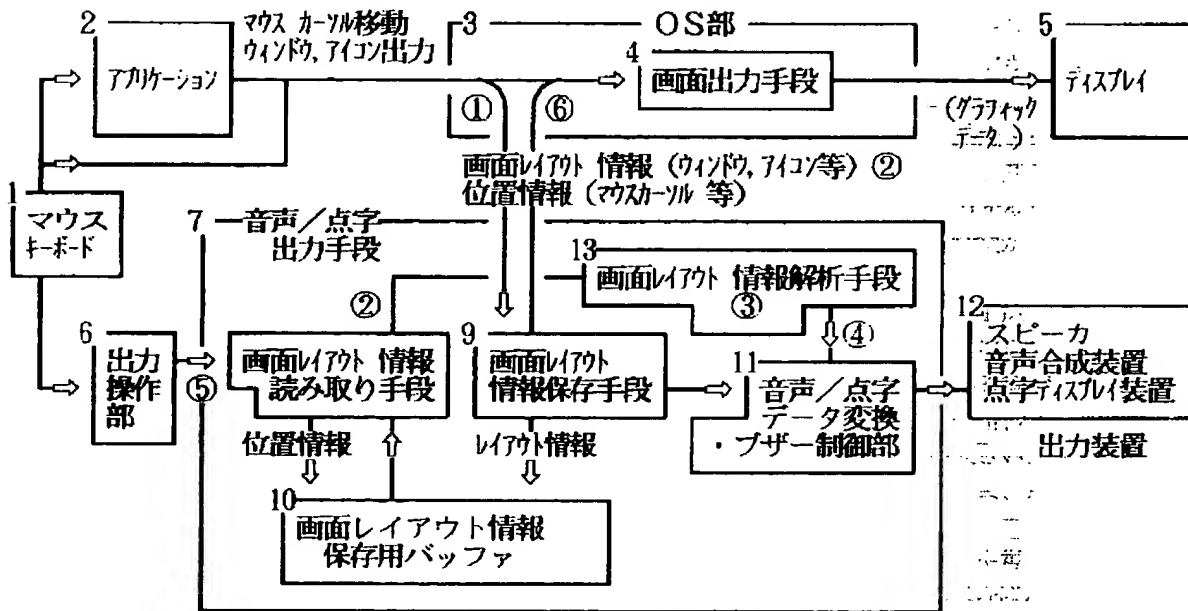 2
アプリケーション
マウス カーソル移動
ウィンドウ, アイコン出力
3
OS部
4
画面出力手段
5
ディスプレイ
(グラフィック
データ)
①
⑥
画面レイアウト 情報 (ウィンドウ, アイコン等) ②
位置情報 (マウスカーソル 等)
1
マウス
キーボード
7
音声／点字
出力手段
13
画面レイアウト 情報解析手段
③
②
④
6
出力
操作
部
⑤
画面レイアウト 情報
読み取り手段
9
画面レイアウト
情報保存手段
11
音声／点字
データ変換
・ブザー制御部
12
スピーカ
音声合成装置
点字ディスプレイ装置
出力装置
位置情報
レイアウト情報
10
画面レイアウト情報
保存用バッファ